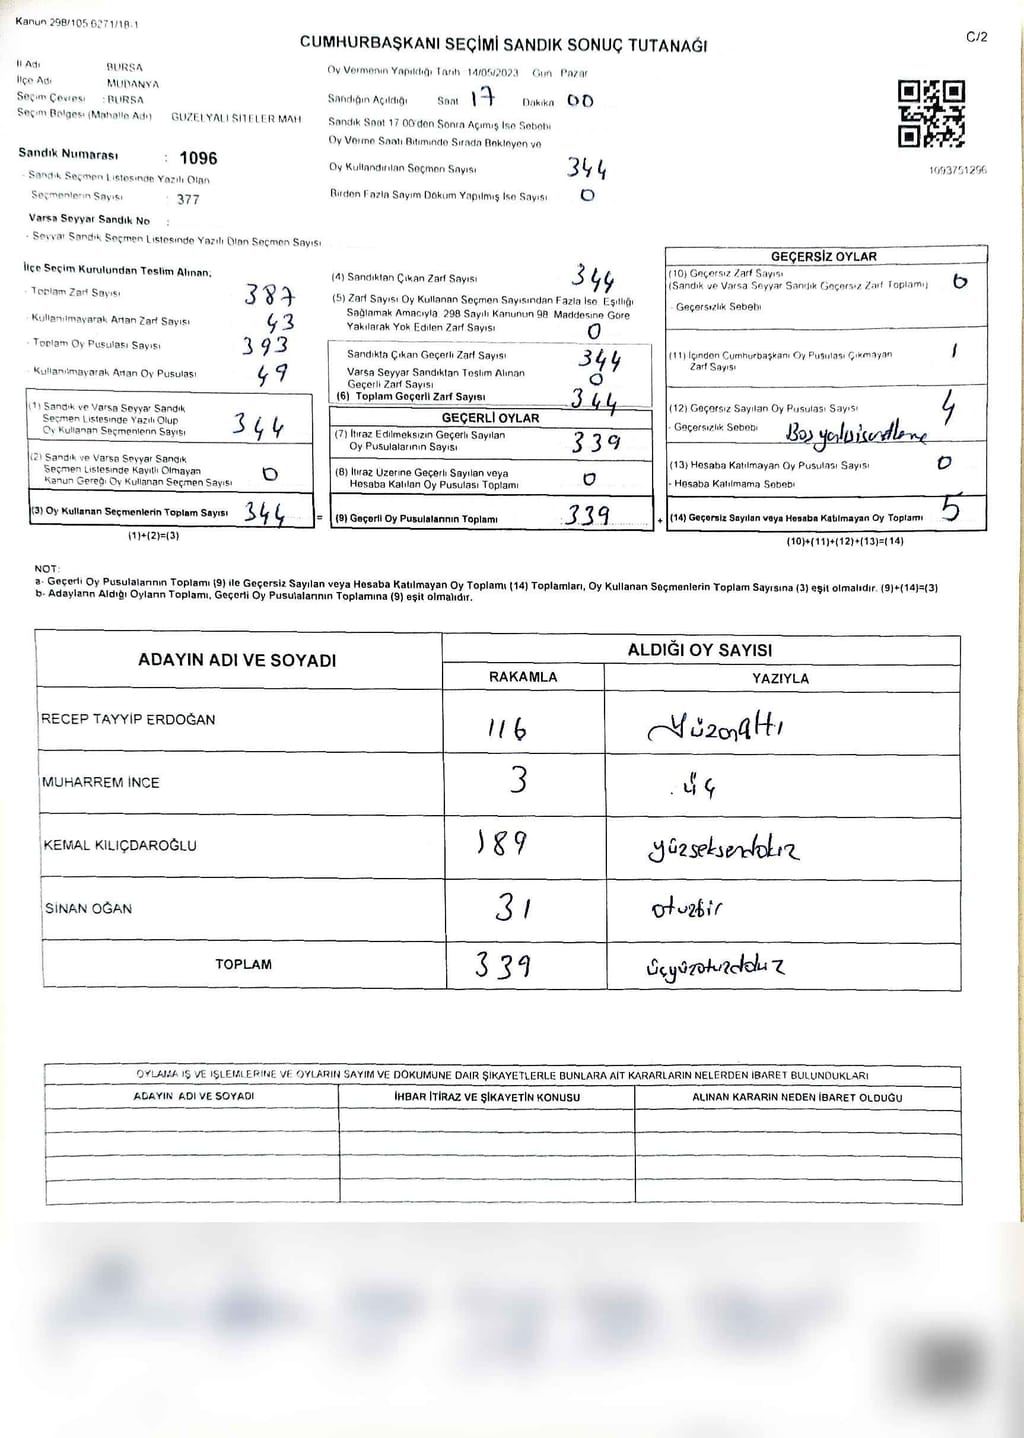 Kanun 298/105 6271/18-1
C/2
CUMHURBAŞKANI SEÇİMİ SANDIK SONUÇ TUTANAĞI
İl Adı BURSA
İlçe Adı MUDANYA
Seçim Çevresi : BURSA
Seçim Bölgesi (Mahalle Adı) GÜZELYALI SİTELER MAH
Sandık Numarası : 1096
- Sandık Seçmen Listesinde Yazılı Olan
Seçmenlerin Sayısı : 377
Varsa Seyyar Sandık No :
- Seyyar Sandık Seçmen Listesinde Yazılı Olan Seçmen Sayısı
Oy Vermenin Yapıldığı Tarih 14/05/2023 Gün Pazar
Sandığın Açıldığı Saat 17 Dakika 00
Sandık Saat 17 00'den Sonra Açımış İse Sebebi
Oy Verme Saati Bitiminde Sırada Bekleyen ve
Oy Kullandırılan Seçmen Sayısı 344
Birden Fazla Sayım Döküm Yapılmış İse Sayısı 0
1093751296
İlçe Seçim Kurulundan Teslim Alınan;
- Toplam Zarf Sayısı 387
- Kullanılmayarak Artan Zarf Sayısı 43
- Toplam Oy Pusulası Sayısı 393
- Kullanılmayarak Artan Oy Pusulası 49
(1) Sandık ve Varsa Seyyar Sandık
Seçmen Listesinde Yazılı Olup
Oy Kullanan Seçmenlerin Sayısı 344
(2) Sandık ve Varsa Seyyar Sandık
Seçmen Listesinde Kayıtlı Olmayan
Kanun Gereği Oy Kullanan Seçmen Sayısı 0
(3) Oy Kullanan Seçmenlerin Toplam Sayısı 344 =
(1)+(2)=(3)
(4) Sandıktan Çıkan Zarf Sayısı 344
(5) Zarf Sayısı Oy Kullanan Seçmen Sayısından Fazla İse Eşitliği
Sağlamak Amacıyla 298 Sayılı Kanunun 98 Maddesine Göre
Yakılarak Yok Edilen Zarf Sayısı 0
Sandıkta Çıkan Geçerli Zarf Sayısı 344
Varsa Seyyar Sandıktan Teslim Alınan
Geçerli Zarf Sayısı 0
(6) Toplam Geçerli Zarf Sayısı 344
GEÇERLİ OYLAR
(7) İtiraz Edilmeksizin Geçerli Sayılan
Oy Pusulalarının Sayısı 339
(8) İtiraz Üzerine Geçerli Sayılan veya
Hesaba Katılan Oy Pusulası Toplamı 0
(9) Geçerli Oy Pusulalarının Toplamı 339 +
GEÇERSİZ OYLAR
(10) Geçersiz Zarf Sayısı 0
(Sandık ve Varsa Seyyar Sandık Geçersiz Zarf Toplamı)
- Geçersizlik Sebebi
(11) İçinden Cumhurbaşkanı Oy Pusulası Çıkmayan 1
Zarf Sayısı
(12) Geçersiz Sayılan Oy Pusulası Sayısı 4
- Geçersizlik Sebebi
(13) Hesaba Katılmayan Oy Pusulası Sayısı 0
- Hesaba Katılmama Sebebi
(14) Geçersiz Sayılan veya Hesaba Katılmayan Oy Toplamı 5
(10)+(11)+(12)+(13)=(14)
NOT:
a- Geçerli Oy Pusulalarının Toplamı (9) ile Geçersiz Sayılan veya Hesaba Katılmayan Oy Toplamı (14) Toplamları, Oy Kullanan Seçmenlerin Toplam Sayısına (3) eşit olmalıdır. (9)+(14)=(3)
b- Adayların Aldığı Oyların Toplamı, Geçerli Oy Pusulalarının Toplamına (9) eşit olmalıdır.
ADAYIN ADI VE SOYADI
ALDIĞI OY SAYISI
RAKAMLA YAZIYLA
RECEP TAYYİP ERDOĞAN 116 Yüzonaltı
MUHARREM İNCE 3 üç
KEMAL KILIÇDAROĞLU 189 yüzseksendokuz
SİNAN OĞAN 31 otuzbir
TOPLAM 339 üçyüzotuzdokuz
OYLAMA İŞ VE İŞLEMLERİNE VE OYLARIN SAYIM VE DÖKÜMÜNE DAİR ŞİKAYETLERLE BUNLARA AİT KARARLARIN NELERDEN İBARET BULUNDUKLARI
ADAYIN ADI VE SOYADI İHBAR İTİRAZ VE ŞİKAYETİN KONUSU ALINAN KARARIN NEDEN İBARET OLDUĞU